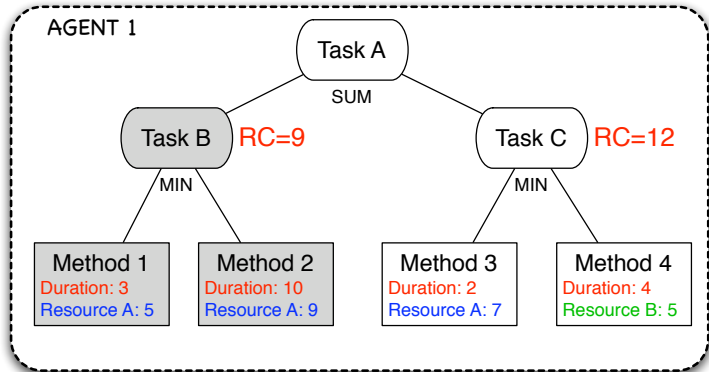 AGENT 1
Task A
SUM
Task B
RC=9
Task C
RC=12
MIN
MIN
Method 1
Duration: 3
Resource A: 5
Method 2
Duration: 10
Resource A: 9
Method 3
Duration: 2
Resource A: 7
Method 4
Duration: 4
Resource B: 5